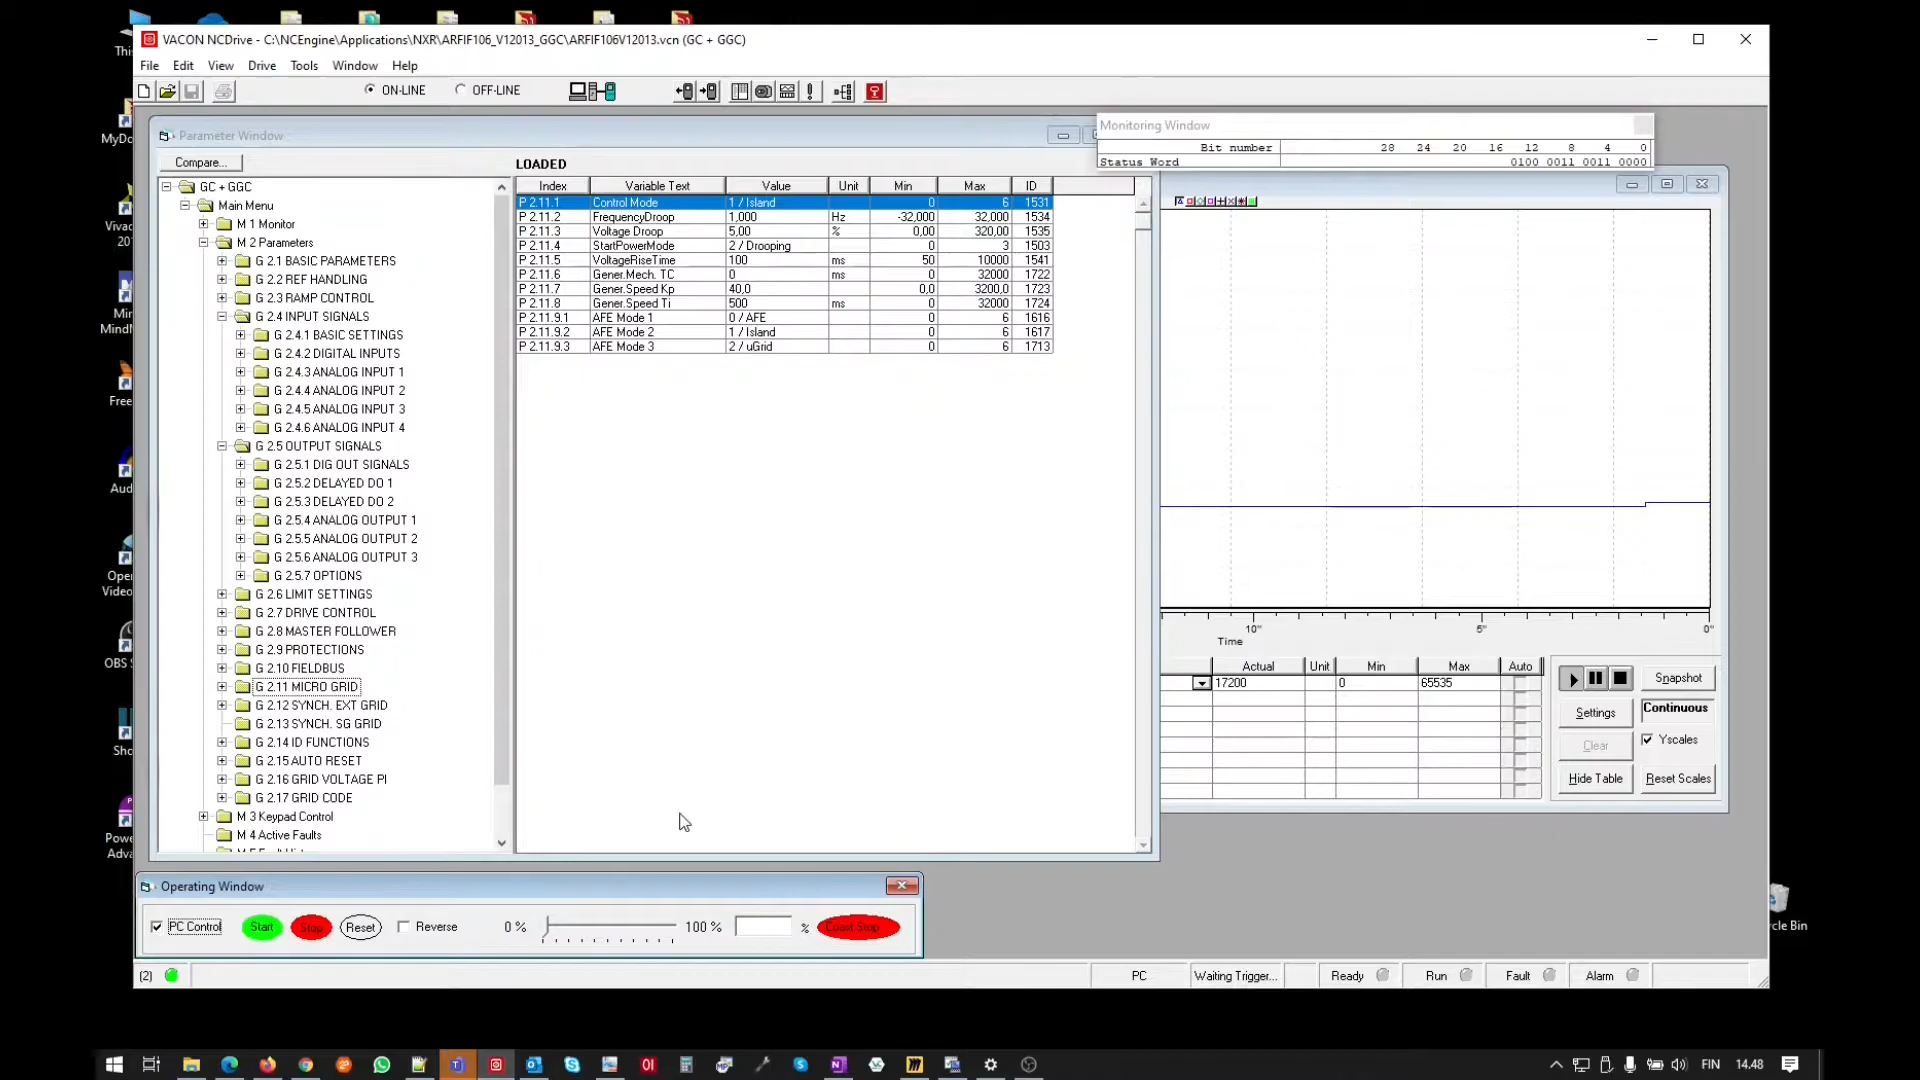 VACON NCDrive - C:\NCEngine\Applications\NXR\ARFIF106_V12013_GGC\ARFIF106V12013.vcn (GC + GGC)
File Edit View Drive Tools Window Help
ON-LINE OFF-LINE
Parameter Window
Compare...
LOADED
Monitoring Window
Bit number 28 24 20 16 12 8 4 0
Status Word 0100 0011 0011 0000
GC + GGC
Main Menu
M 1 Monitor
M 2 Parameters
G 2.1 BASIC PARAMETERS
G 2.2 REF HANDLING
G 2.3 RAMP CONTROL
G 2.4 INPUT SIGNALS
G 2.4.1 BASIC SETTINGS
G 2.4.2 DIGITAL INPUTS
G 2.4.3 ANALOG INPUT 1
G 2.4.4 ANALOG INPUT 2
G 2.4.5 ANALOG INPUT 3
G 2.4.6 ANALOG INPUT 4
G 2.5 OUTPUT SIGNALS
G 2.5.1 DIG OUT SIGNALS
G 2.5.2 DELAYED DO 1
G 2.5.3 DELAYED DO 2
G 2.5.4 ANALOG OUTPUT 1
G 2.5.5 ANALOG OUTPUT 2
G 2.5.6 ANALOG OUTPUT 3
G 2.5.7 OPTIONS
G 2.6 LIMIT SETTINGS
G 2.7 DRIVE CONTROL
G 2.8 MASTER FOLLOWER
G 2.9 PROTECTIONS
G 2.10 FIELDBUS
G 2.11 MICRO GRID
G 2.12 SYNCH. EXT GRID
G 2.13 SYNCH. SG GRID
G 2.14 ID FUNCTIONS
G 2.15 AUTO RESET
G 2.16 GRID VOLTAGE PI
G 2.17 GRID CODE
M 3 Keypad Control
M 4 Active Faults
Index Variable Text Value Unit Min Max ID
P 2.11.1 Control Mode 1 / Island 0 6 1531
P 2.11.2 FrequencyDroop 1,000 Hz -32,000 32,000 1534
P 2.11.3 Voltage Droop 5,00 % 0,00 320,00 1535
P 2.11.4 StartPowerMode 2 / Drooping 0 3 1503
P 2.11.5 VoltageRiseTime 100 ms 50 10000 1541
P 2.11.6 Gener.Mech. TC 0 ms 0 32000 1722
P 2.11.7 Gener.Speed Kp 40,0 0,0 3200,0 1723
P 2.11.8 Gener.Speed Ti 500 ms 0 32000 1724
P 2.11.9.1 AFE Mode 1 0 / AFE 0 6 1616
P 2.11.9.2 AFE Mode 2 1 / Island 0 6 1617
P 2.11.9.3 AFE Mode 3 2 / uGrid 0 6 1713
10" 5" 0"
Time
Actual Unit Min Max Auto
17200 0 65535
Snapshot
Settings Continuous
Clear Yscales
Hide Table Reset Scales
Operating Window
PC Control Start Stop Reset Reverse 0 % 100 % % Coast Stop
(2) PC Waiting Trigger... Ready Run Fault Alarm
This
MyDo
Viva
20
Min
Mind
Free
Aud
Ope
Video
OBS S
Sho
Powe
Adva
cle Bin
FIN 14.48